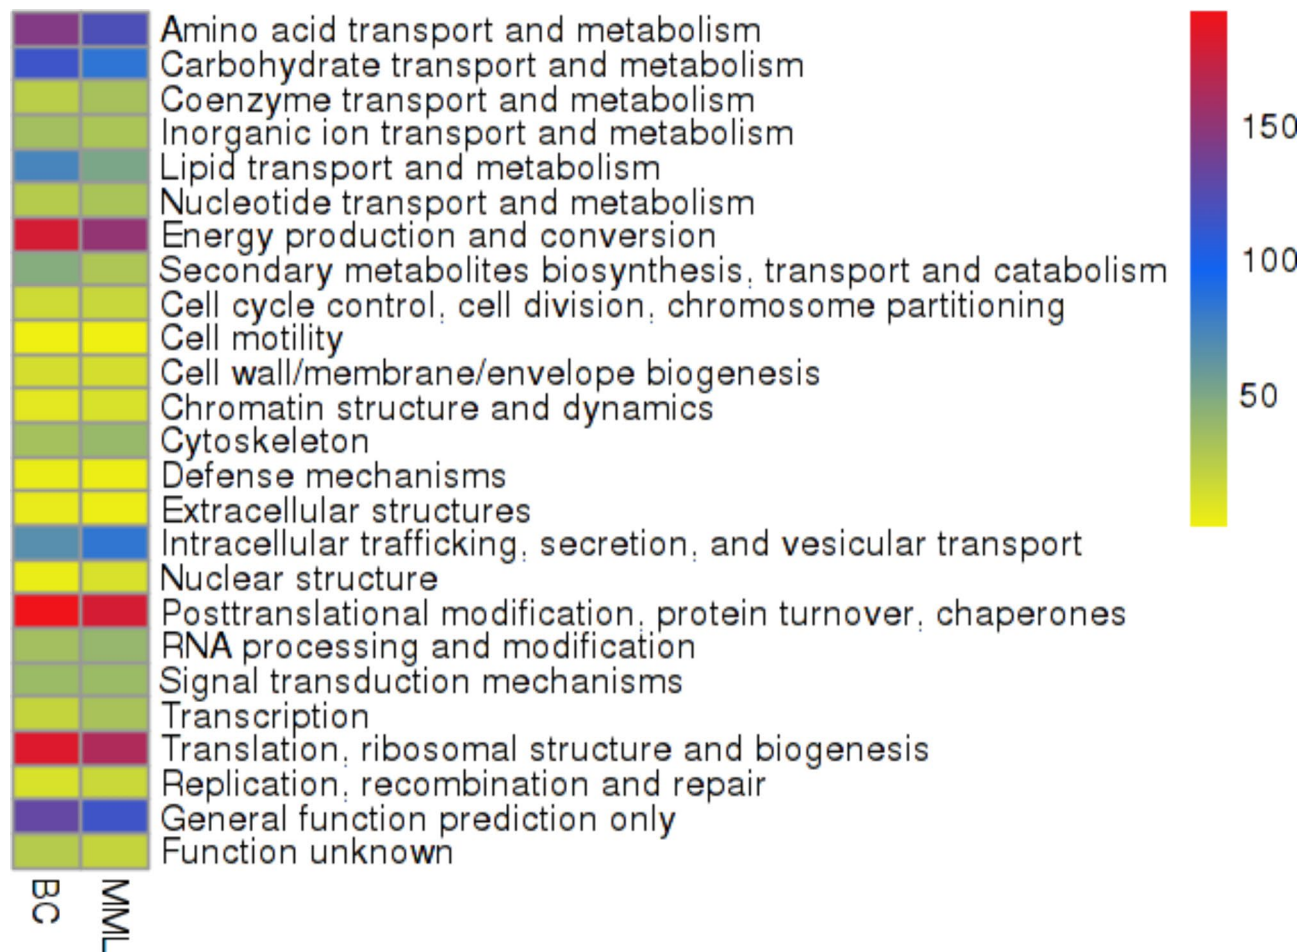 Amino acid transport and metabolism
Carbohydrate transport and metabolism
Coenzyme transport and metabolism
Inorganic ion transport and metabolism
Lipid transport and metabolism
Nucleotide transport and metabolism
Energy production and conversion
Secondary metabolites biosynthesis, transport and catabolism
Cell cycle control, cell division, chromosome partitioning
Cell motility
Cell wall/membrane/envelope biogenesis
Chromatin structure and dynamics
Cytoskeleton
Defense mechanisms
Extracellular structures
Intracellular trafficking, secretion, and vesicular transport
Nuclear structure
Posttranslational modification, protein turnover, chaperones
RNA processing and modification
Signal transduction mechanisms
Transcription
Translation, ribosomal structure and biogenesis
Replication, recombination and repair
General function prediction only
Function unknown
BC
MML
150
100
50